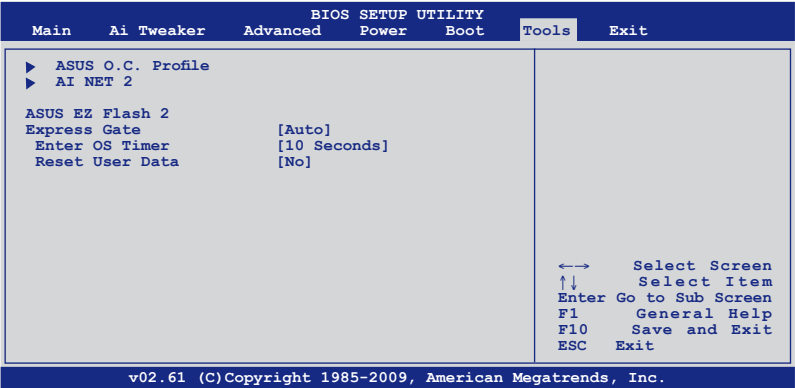 BIOS SETUP UTILITY
Main Ai Tweaker Advanced Power Boot Tools Exit
ASUS O.C. Profile
AI NET 2
ASUS EZ Flash 2
Express Gate [Auto]
Enter OS Timer [10 Seconds]
Reset User Data [No]
←→ Select Screen
↑↓ Select Item
Enter Go to Sub Screen
F1 General Help
F10 Save and Exit
ESC Exit
v02.61 (C)Copyright 1985-2009, American Megatrends, Inc.